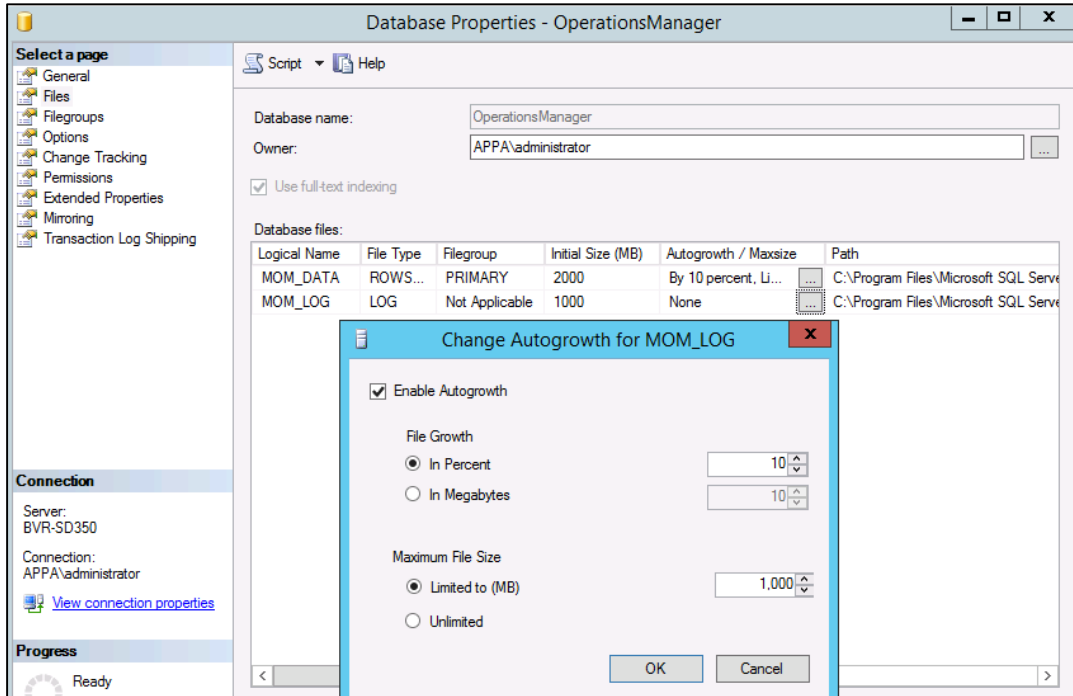 Database Properties - OperationsManager
Select a page
General
Files
Filegroups
Options
Change Tracking
Permissions
Extended Properties
Mirroring
Transaction Log Shipping
Script Help
Database name: OperationsManager
Owner: APPA\administrator ...
Use full-text indexing
Database files:
Logical Name File Type Filegroup Initial Size (MB) Autogrowth / Maxsize Path
MOM_DATA ROWS... PRIMARY 2000 By 10 percent, Li... ... C:\Program Files\Microsoft SQL Serve
MOM_LOG LOG Not Applicable 1000 None ... C:\Program Files\Microsoft SQL Serve
Change Autogrowth for MOM_LOG
Enable Autogrowth
File Growth
In Percent 10
In Megabytes 10
Maximum File Size
Limited to (MB) 1,000
Unlimited
OK Cancel
Connection
Server:
BVR-SD350
Connection:
APPA\administrator
View connection properties
Progress
Ready